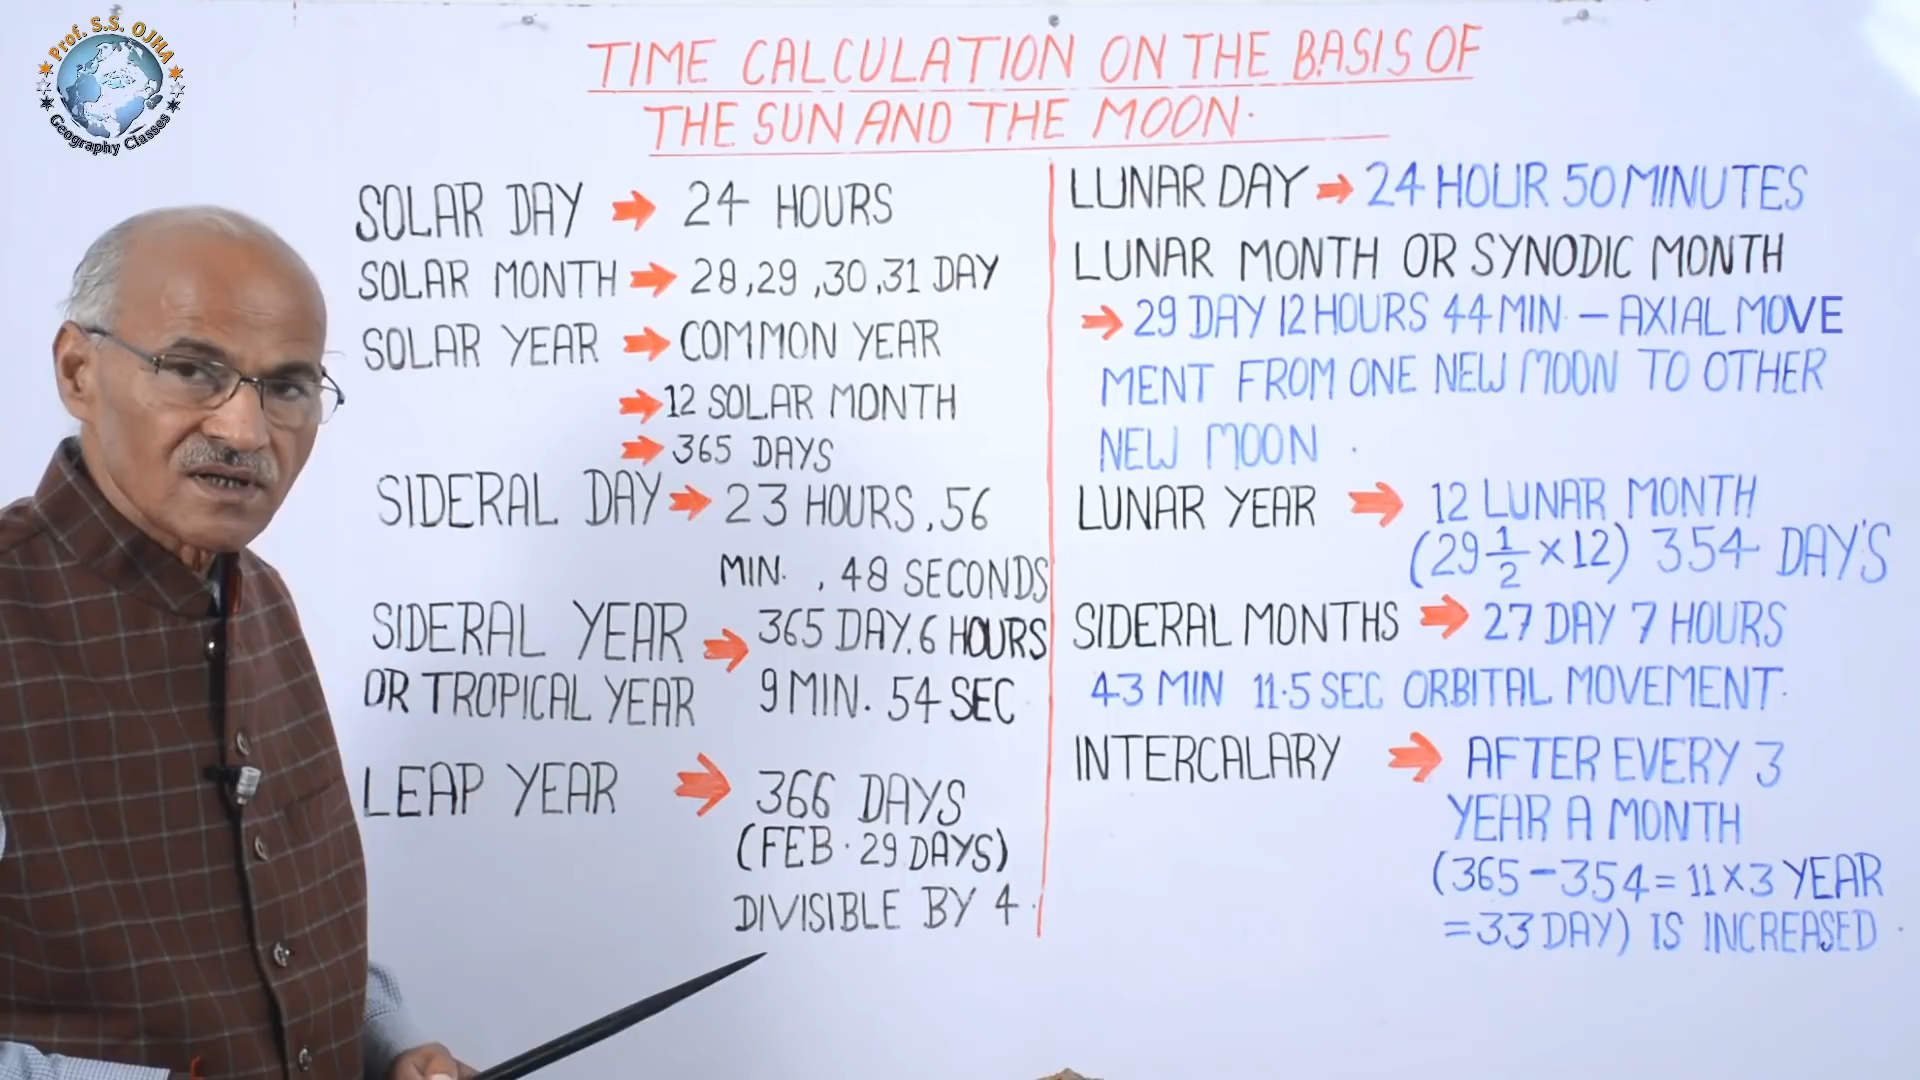 Prof. S.S. OJHA
Geography Classes
TIME CALCULATION ON THE BASIS OF
THE SUN AND THE MOON.
SOLAR DAY → 24 HOURS
SOLAR MONTH → 28,29,30,31 DAY
SOLAR YEAR → COMMON YEAR
→ 12 SOLAR MONTH
→ 365 DAYS
SIDERAL DAY → 23 HOURS, 56
MIN. , 48 SECONDS
SIDERAL YEAR → 365 DAY. 6 HOURS
OR TROPICAL YEAR 9 MIN. 54 SEC
LEAP YEAR → 366 DAYS
(FEB. 29 DAYS)
DIVISIBLE BY 4.
LUNAR DAY → 24 HOUR 50 MINUTES
LUNAR MONTH OR SYNODIC MONTH
→ 29 DAY 12 HOURS 44 MIN - AXIAL MOVE
MENT FROM ONE NEW MOON TO OTHER
NEW MOON.
LUNAR YEAR → 12 LUNAR MONTH
(29 1/2 × 12) 354 DAY'S
SIDERAL MONTHS → 27 DAY 7 HOURS
43 MIN 11.5 SEC ORBITAL MOVEMENT.
INTERCALARY → AFTER EVERY 3
YEAR A MONTH
(365-354=11×3 YEAR
=33 DAY) IS INCREASED.